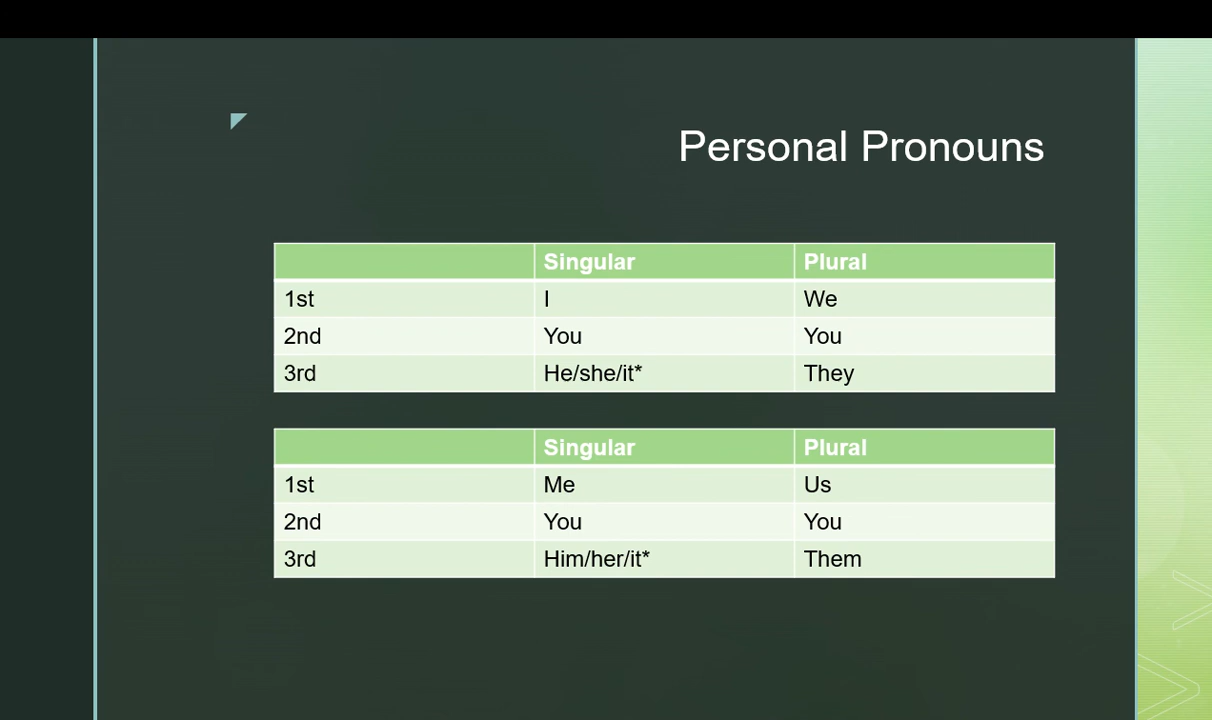 Personal Pronouns
Singular Plural
1st I We
2nd You You
3rd He/she/it* They
Singular Plural
1st Me Us
2nd You You
3rd Him/her/it* Them